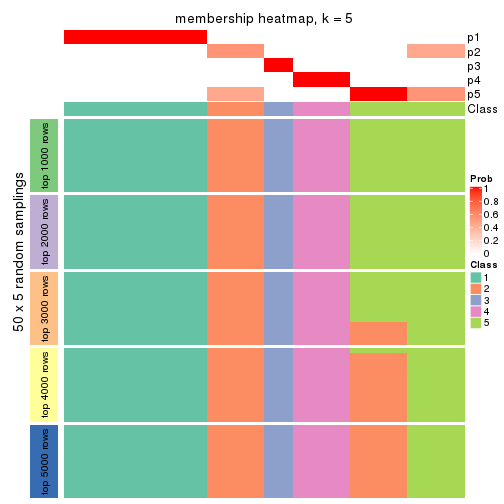 membership heatmap, k = 5
p1
p2
p3
p4
p5
Class
50 x 5 random samplings
top 1000 rows
top 2000 rows
top 3000 rows
top 4000 rows
top 5000 rows
Prob
1
0.8
0.6
0.4
0.2
0
Class
1
2
3
4
5